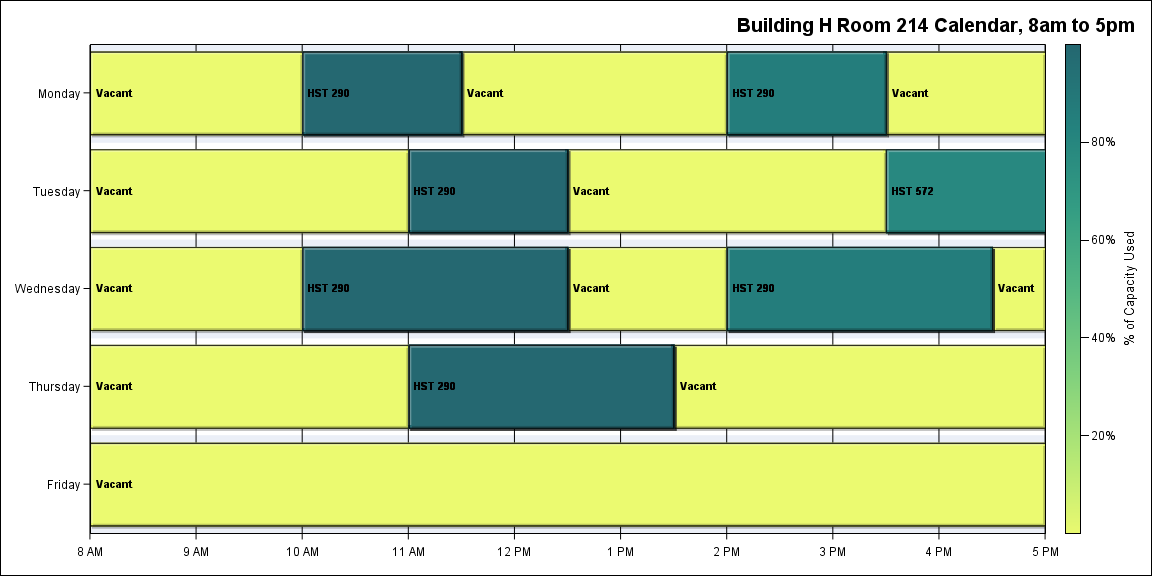 Building H Room 214 Calendar, 8am to 5pm
Monday
Vacant
HST 290
Vacant
HST 290
Vacant
Tuesday
Vacant
HST 290
Vacant
HST 572
Wednesday
Vacant
HST 290
Vacant
HST 290
Vacant
Thursday
Vacant
HST 290
Vacant
Friday
Vacant
8 AM 9 AM 10 AM 11 AM 12 PM 1 PM 2 PM 3 PM 4 PM 5 PM
80%
60%
40%
20%
% of Capacity Used